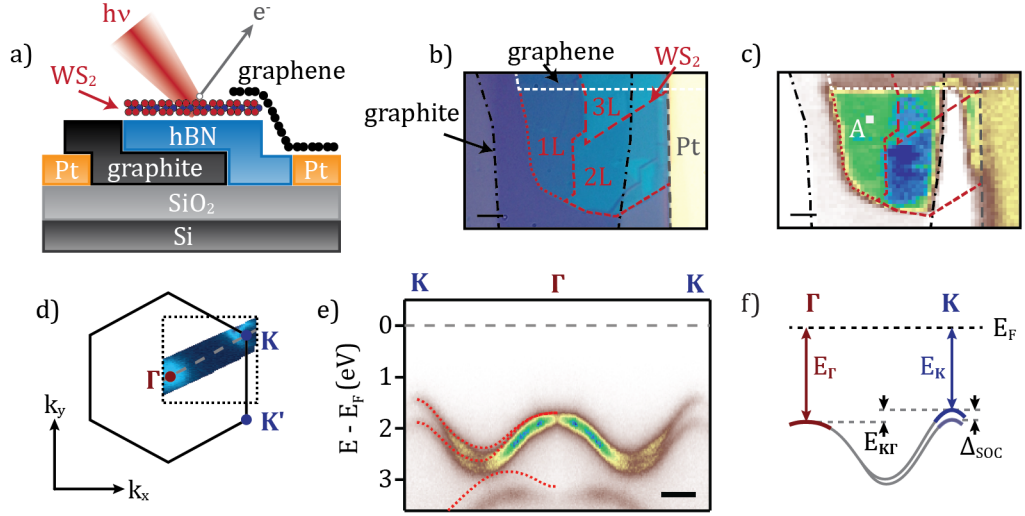 a)
hν
e⁻
graphene
WS₂
hBN
Pt
graphite
Pt
SiO₂
Si
b)
graphene
WS₂
graphite
3L
1L
2L
Pt
c)
A
d)
K
Γ
K'
k_y
k_x
e)
K
Γ
K
0
1
2
3
E - E_F (eV)
f)
Γ
K
E_F
E_Γ
E_K
E_KΓ
Δ_SOC